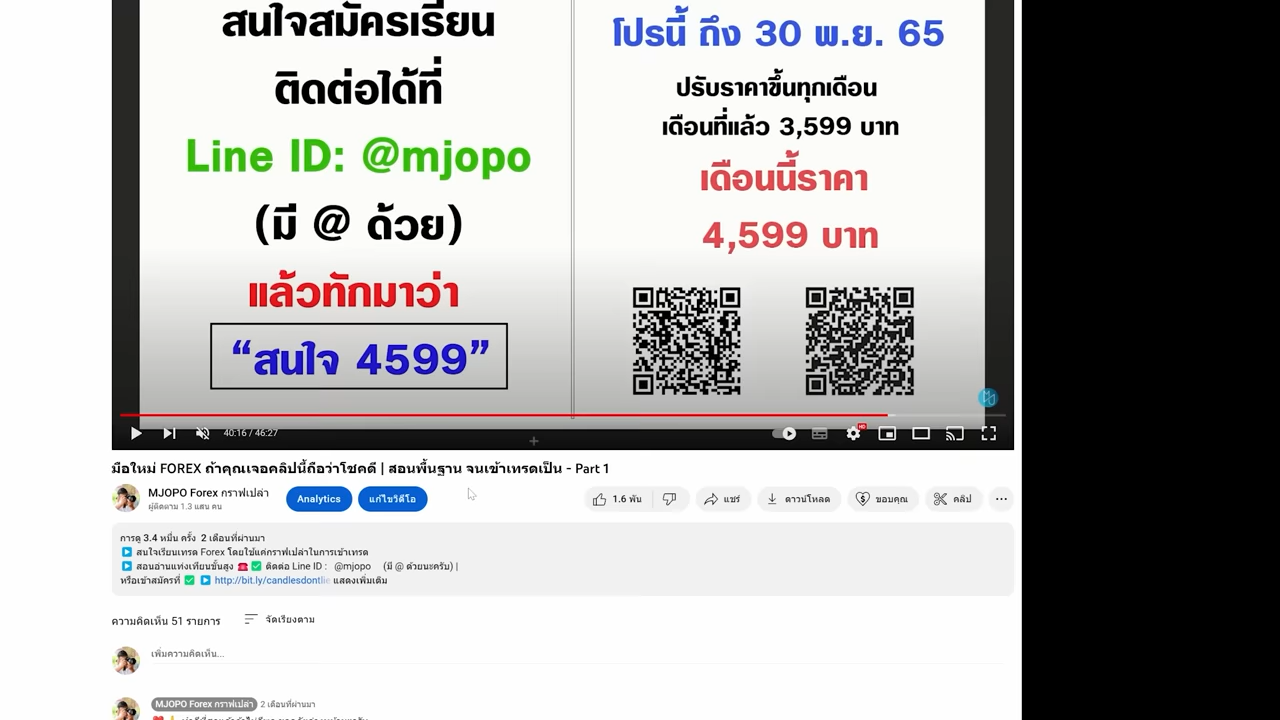 สนใจสมัครเรียน
ติดต่อได้ที่
Line ID: @mjopo
(มี @ ด้วย)
แล้วทักมาว่า
“สนใจ 4599”
โปรนี้ ถึง 30 พ.ย. 65
ปรับราคาขึ้นทุกเดือน
เดือนที่แล้ว 3,599 บาท
เดือนนี้ราคา
4,599 บาท
40:16 / 46:27
HD
มือใหม่ FOREX ถ้าคุณเจอคลิปนี้ถือว่าโชคดี | สอนพื้นฐาน จนเข้าเทรดเป็น - Part 1
MJOPO Forex กราฟเปล่า
ผู้ติดตาม 1.3 แสน คน
Analytics
แก้ไขวิดีโอ
1.6 พัน
แชร์
ดาวน์โหลด
ขอบคุณ
คลิป
การดู 3.4 หมื่น ครั้ง 2 เดือนที่ผ่านมา
สนใจเรียนเทรด Forex โดยใช้แค่กราฟเปล่าในการเข้าเทรด
สอนอ่านแท่งเทียนขั้นสูง ☎️ ✅ ติดต่อ Line ID : @mjopo (มี @ ด้วยนะครับ) |
หรือเข้าสมัครที่ ✅ ▶️ http://bit.ly/candlesdontlie แสดงเพิ่มเติม
ความคิดเห็น 51 รายการ
จัดเรียงตาม
เพิ่มความคิดเห็น...
MJOPO Forex กราฟเปล่า 2 เดือนที่ผ่านมา